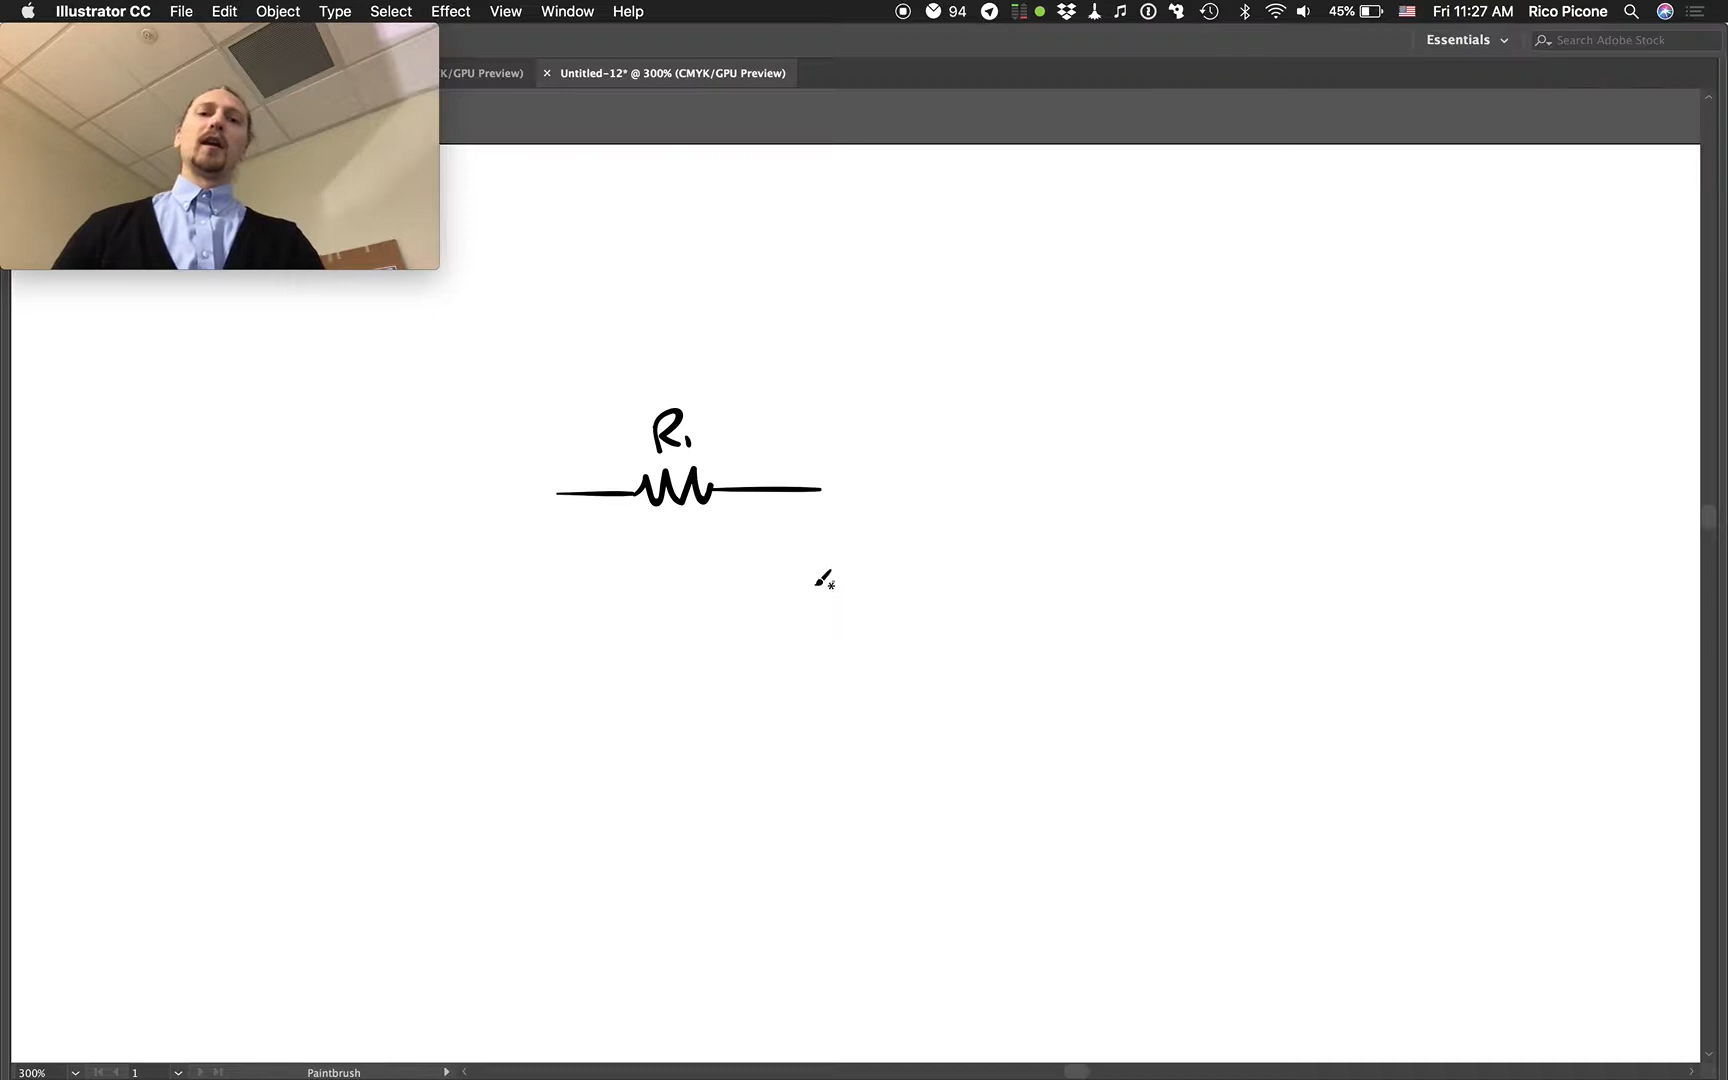 Illustrator CC File Edit Object Type Select Effect View Window Help 94 45% Fri 11:27 AM Rico Picone
Essentials Search Adobe Stock
K/GPU Preview) × Untitled-12* @ 300% (CMYK/GPU Preview)
R₁
300% 1 Paintbrush